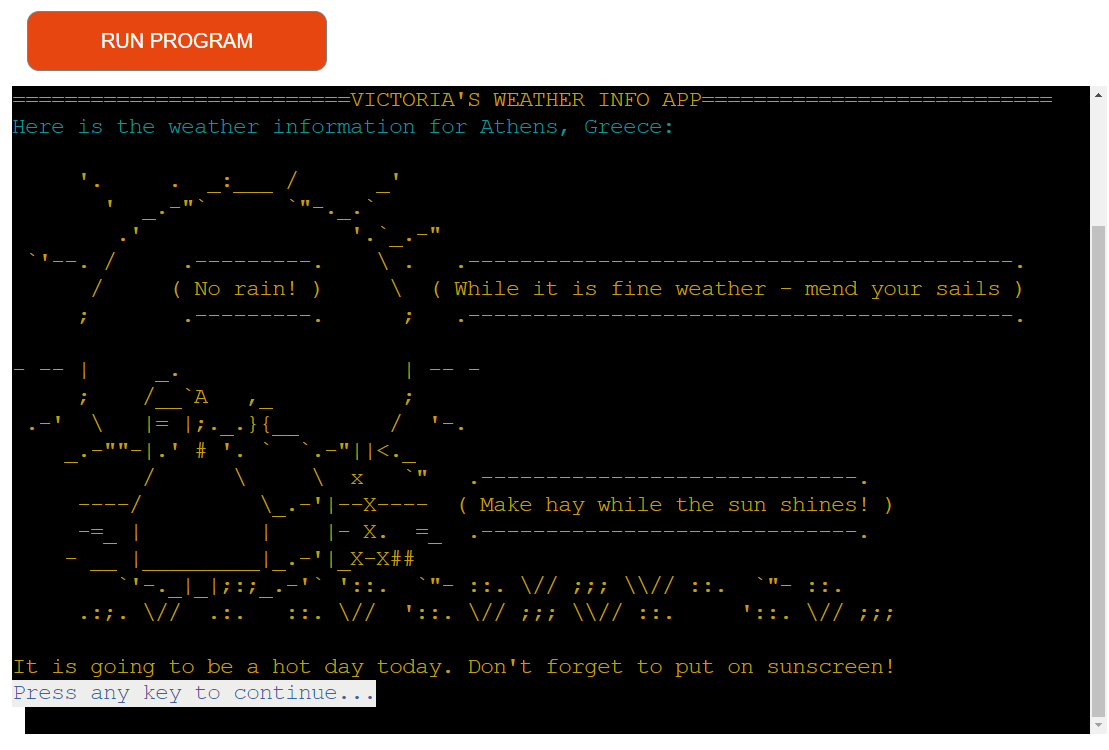 RUN PROGRAM
==========================VICTORIA'S WEATHER INFO APP===========================
Here is the weather information for Athens, Greece:
( No rain! )
( While it is fine weather - mend your sails )
( Make hay while the sun shines! )
It is going to be a hot day today. Don't forget to put on sunscreen!
Press any key to continue...